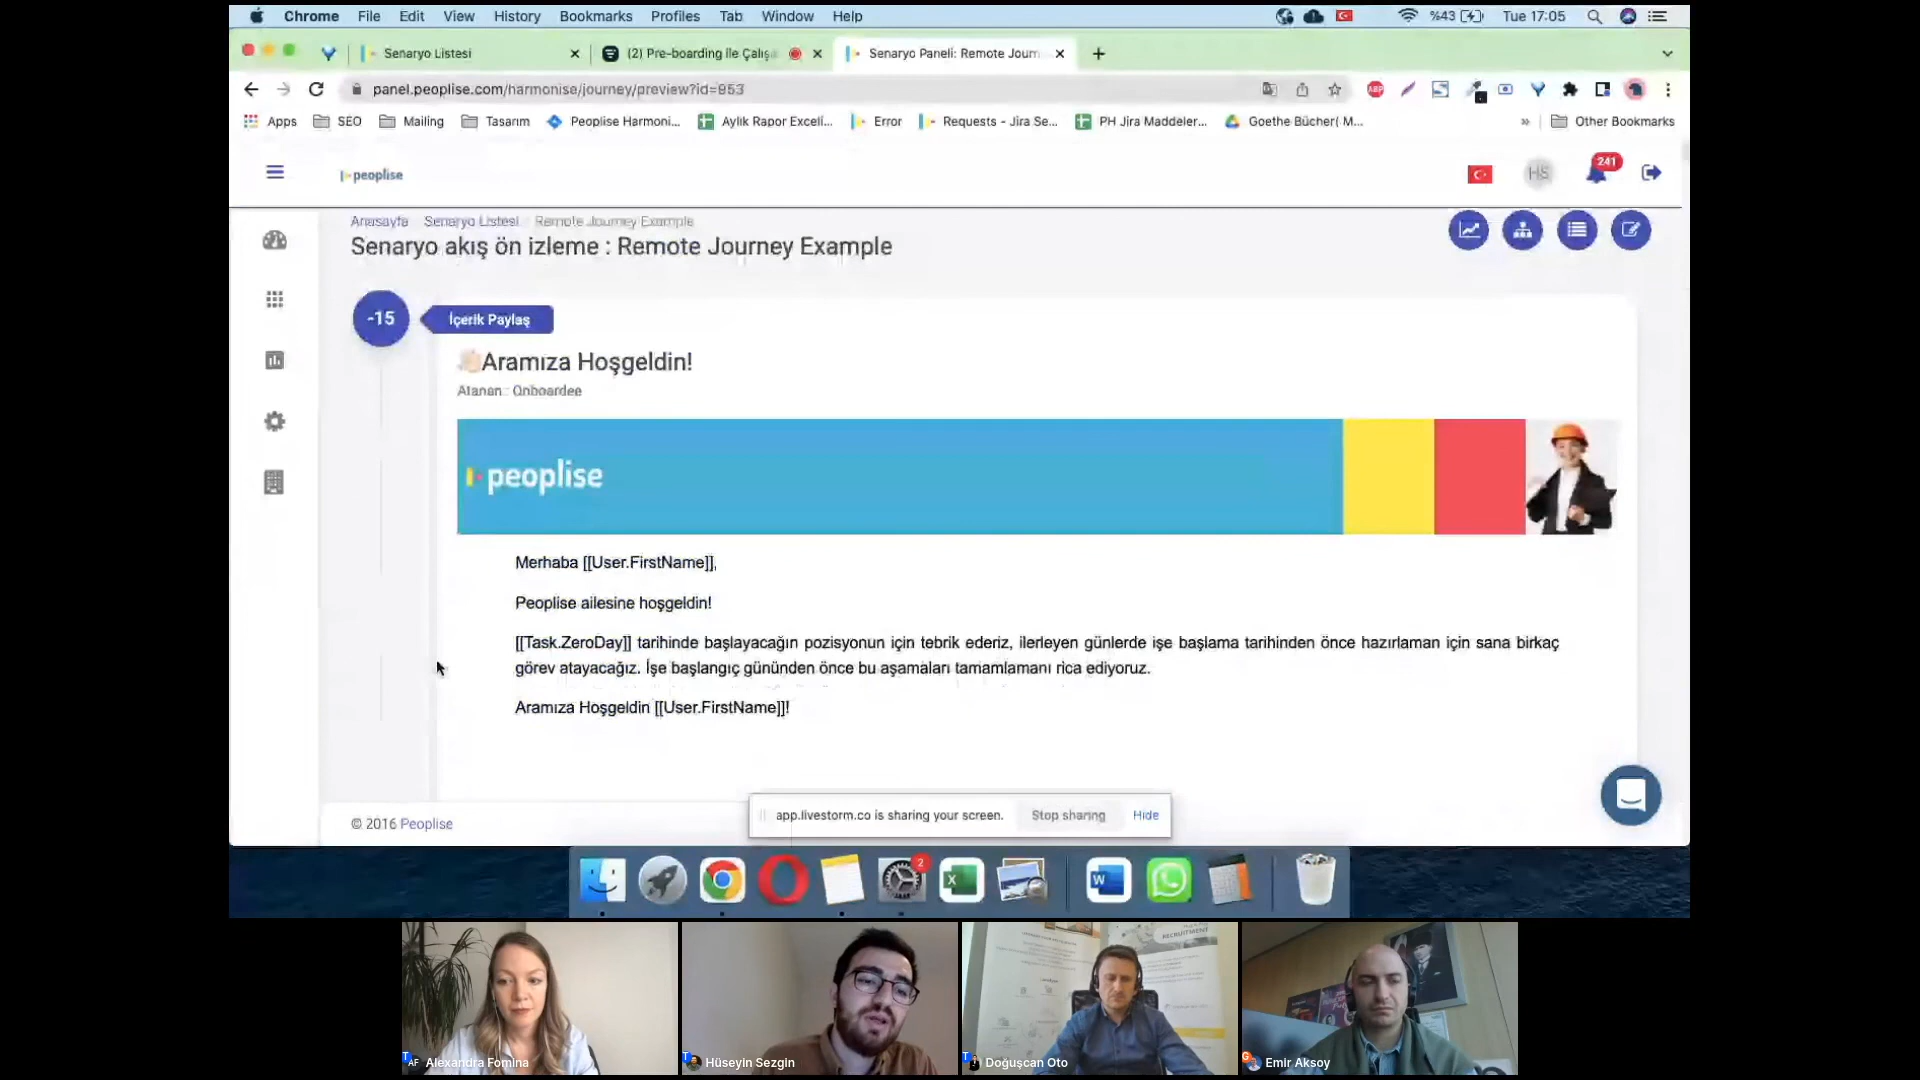 Chrome File Edit View History Bookmarks Profiles Tab Window Help %43 Tue 17:05
Senaryo Listesi (2) Pre-boarding ile Çalışa Senaryo Paneli: Remote Journ
panel.peoplise.com/harmonise/journey/preview?id=953 ABP
Apps SEO Mailing Tasarım Peoplise Harmoni... Aylık Rapor Exceli... Error Requests - Jira Se... PH Jira Maddeler... Goethe Bücher( M... » Other Bookmarks
peoplise HS 241
Anasayfa Senaryo Listesi Remote Journey Example
Senaryo akış ön izleme : Remote Journey Example
-15 İçerik Paylaş
Aramıza Hoşgeldin!
Atanan : Onboardee
peoplise
Merhaba [[User.FirstName]],
Peoplise ailesine hoşgeldin!
[[Task.ZeroDay]] tarihinde başlayacağın pozisyonun için tebrik ederiz, ilerleyen günlerde işe başlama tarihinden önce hazırlaman için sana birkaç
görev atayacağız. İşe başlangıç gününden önce bu aşamaları tamamlamanı rica ediyoruz.
Aramıza Hoşgeldin [[User.FirstName]]!
app.livestorm.co is sharing your screen. Stop sharing Hide
© 2016 Peoplise
2
X W
RECRUITMENT
T AF Alexandra Fomina T Hüseyin Sezgin T Doğuşcan Oto G Emir Aksoy